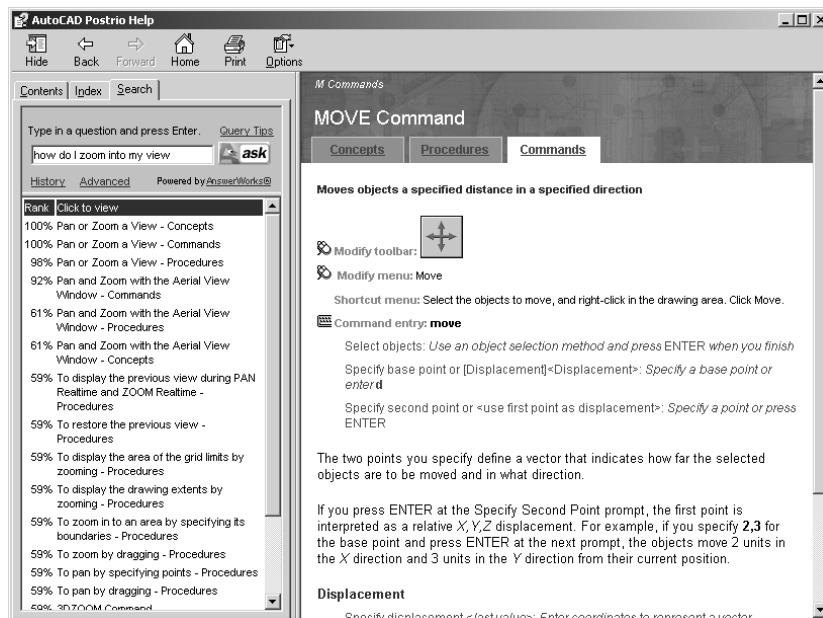 AutoCAD Postrio Help
Hide Back Forward Home Print Options
Contents Index Search
Type in a question and press Enter. Query Tips
how do I zoom into my view ask
History Advanced Powered by AnswerWorks®
Rank Click to view
100% Pan or Zoom a View - Concepts
100% Pan or Zoom a View - Commands
98% Pan or Zoom a View - Procedures
92% Pan and Zoom with the Aerial View
Window - Commands
61% Pan and Zoom with the Aerial View
Window - Procedures
61% Pan and Zoom with the Aerial View
Window - Concepts
59% To display the previous view during PAN
Realtime and ZOOM Realtime -
Procedures
59% To restore the previous view -
Procedures
59% To display the area of the grid limits by
zooming - Procedures
59% To display the drawing extents by
zooming - Procedures
59% To zoom in to an area by specifying its
boundaries - Procedures
59% To zoom by dragging - Procedures
59% To pan by specifying points - Procedures
59% To pan by dragging - Procedures
59% 3DZOOM Command
M Commands
MOVE Command
Concepts Procedures Commands
Moves objects a specified distance in a specified direction
Modify toolbar:
Modify menu: Move
Shortcut menu: Select the objects to move, and right-click in the drawing area. Click Move.
Command entry: move
Select objects: Use an object selection method and press ENTER when you finish
Specify base point or [Displacement]<Displacement>: Specify a base point or
enter d
Specify second point or <use first point as displacement>: Specify a point or press
ENTER
The two points you specify define a vector that indicates how far the selected
objects are to be moved and in what direction.
If you press ENTER at the Specify Second Point prompt, the first point is
interpreted as a relative X,Y,Z displacement. For example, if you specify 2,3 for
the base point and press ENTER at the next prompt, the objects move 2 units in
the X direction and 3 units in the Y direction from their current position.
Displacement
Specify displacement <last value>: Enter coordinates to represent a vector